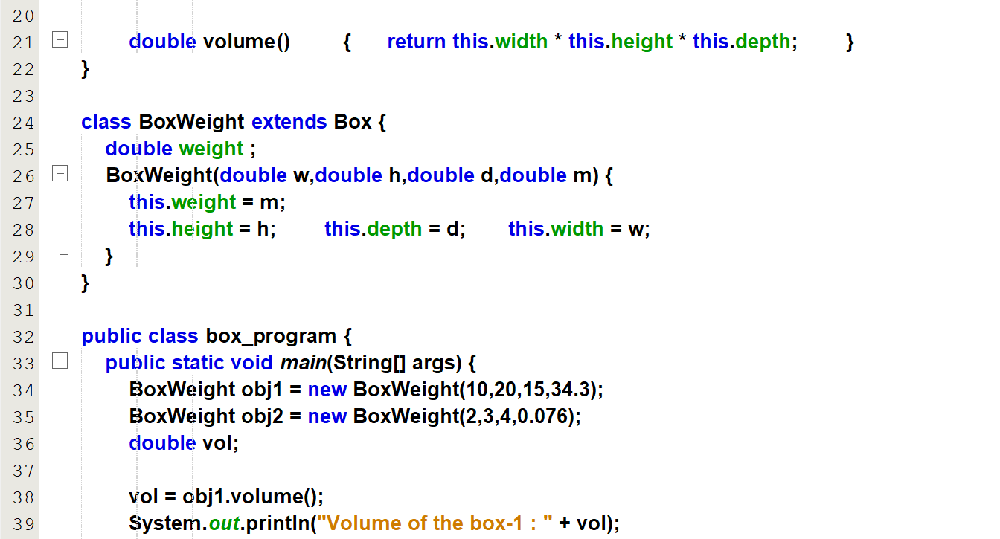 20
21 double volume() { return this.width * this.height * this.depth; }
22 }
23
24 class BoxWeight extends Box {
25 double weight ;
26 BoxWeight(double w,double h,double d,double m) {
27 this.weight = m;
28 this.height = h; this.depth = d; this.width = w;
29 }
30 }
31
32 public class box_program {
33 public static void main(String[] args) {
34 BoxWeight obj1 = new BoxWeight(10,20,15,34.3);
35 BoxWeight obj2 = new BoxWeight(2,3,4,0.076);
36 double vol;
37
38 vol = obj1.volume();
39 System.out.println("Volume of the box-1 : " + vol);